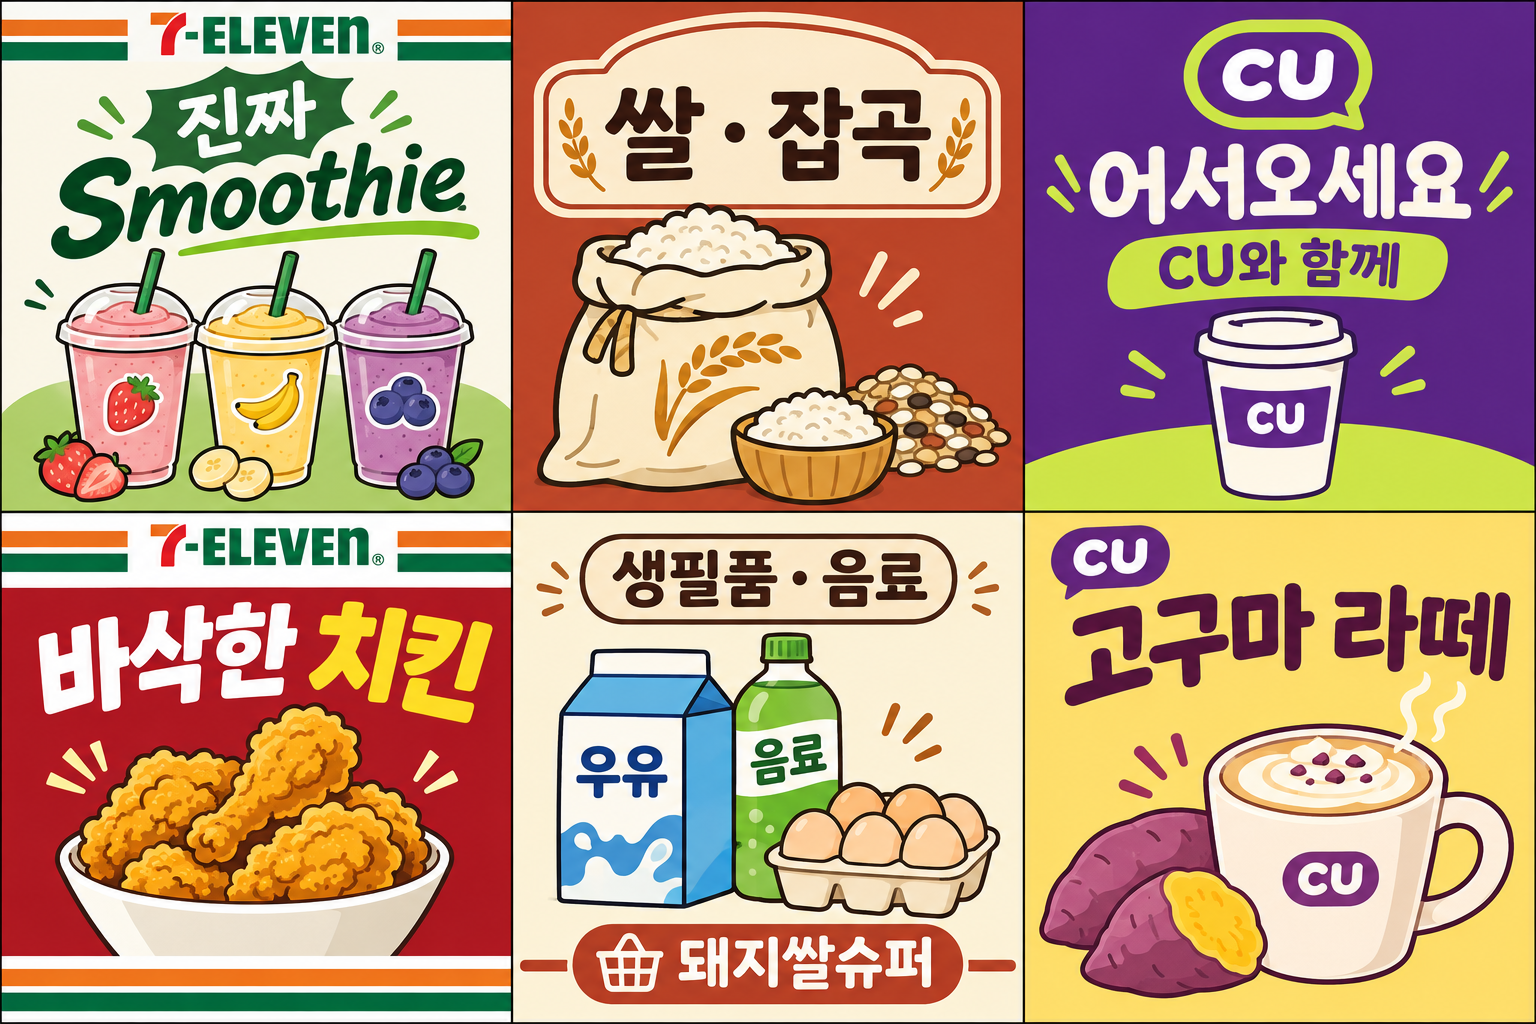 7-ELEVEN®
진짜
Smoothie
쌀·잡곡
CU
어서오세요
CU와 함께
CU
7-ELEVEN®
바삭한 치킨
생필품·음료
우유
음료
돼지쌀슈퍼
CU
고구마 라떼
CU